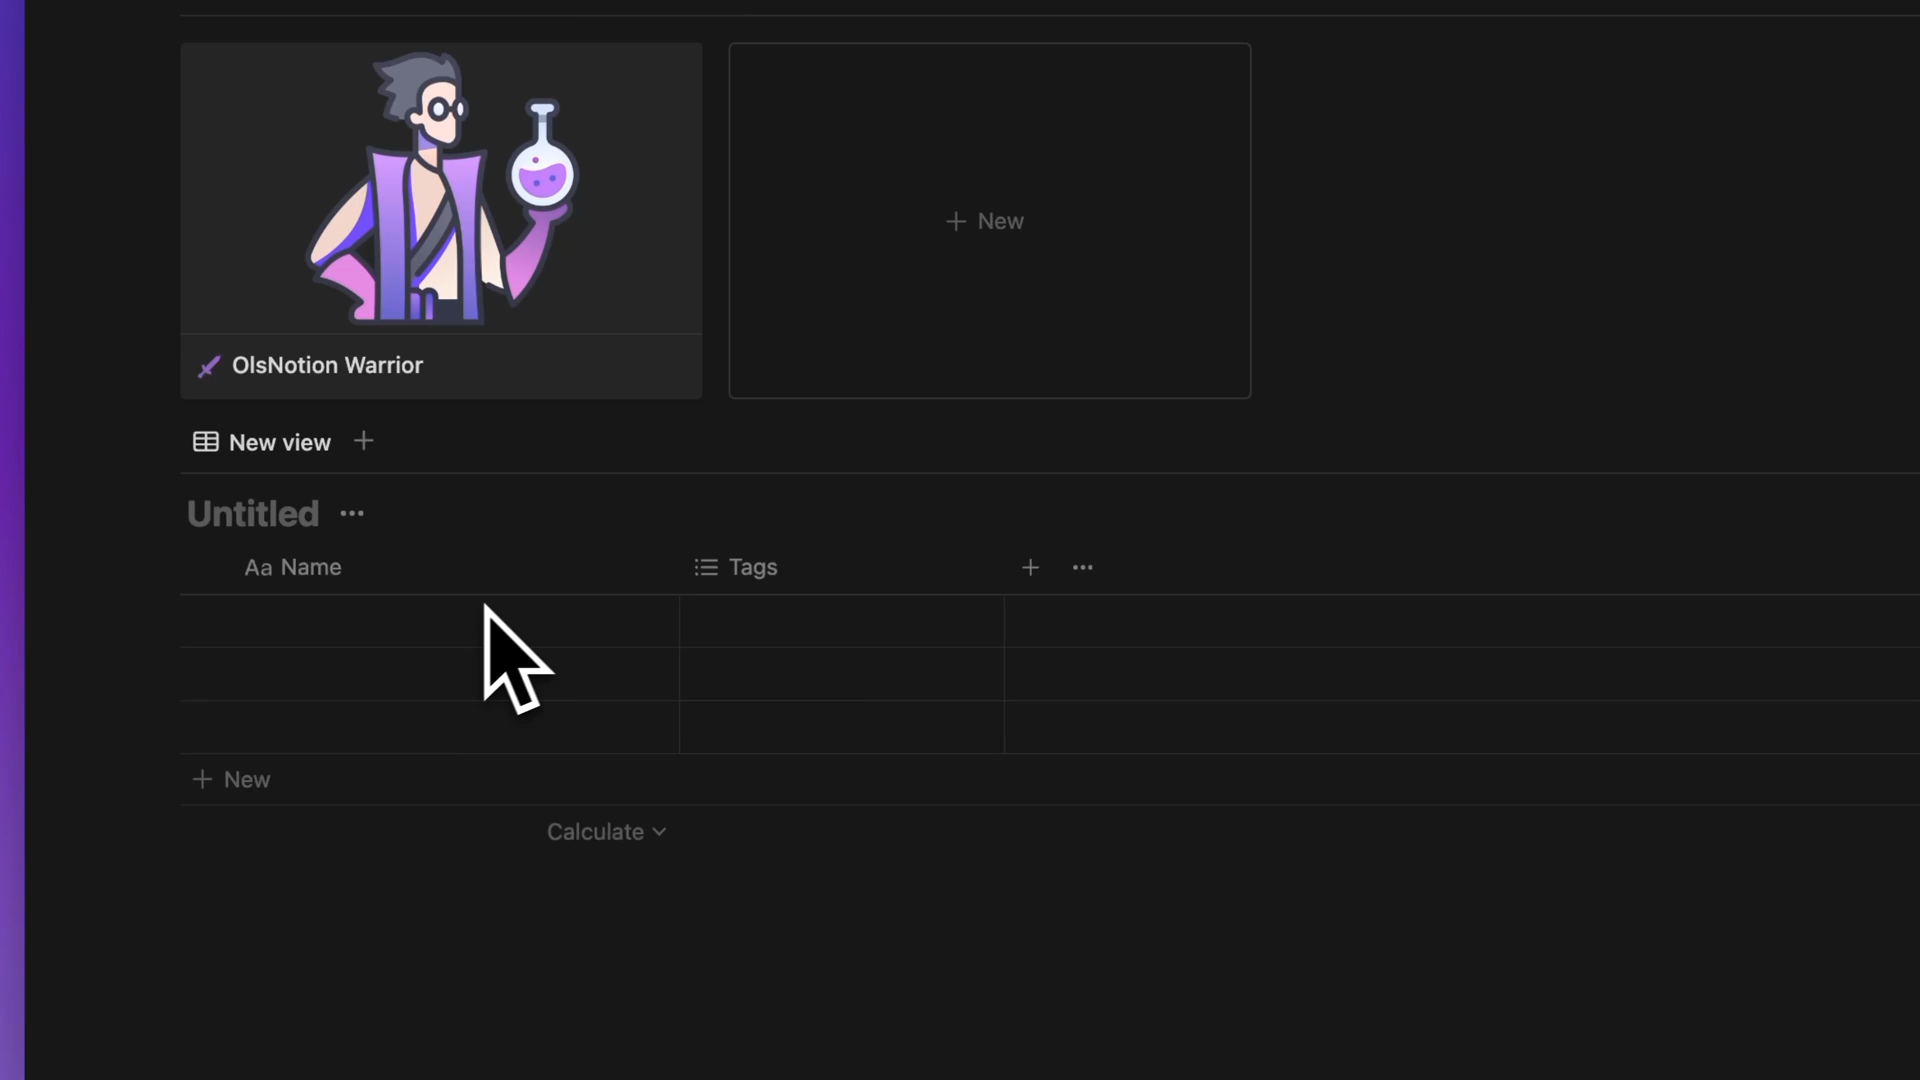 + New
OlsNotion Warrior
New view +
Untitled ...
Aa Name
Tags
+ ...
+ New
Calculate